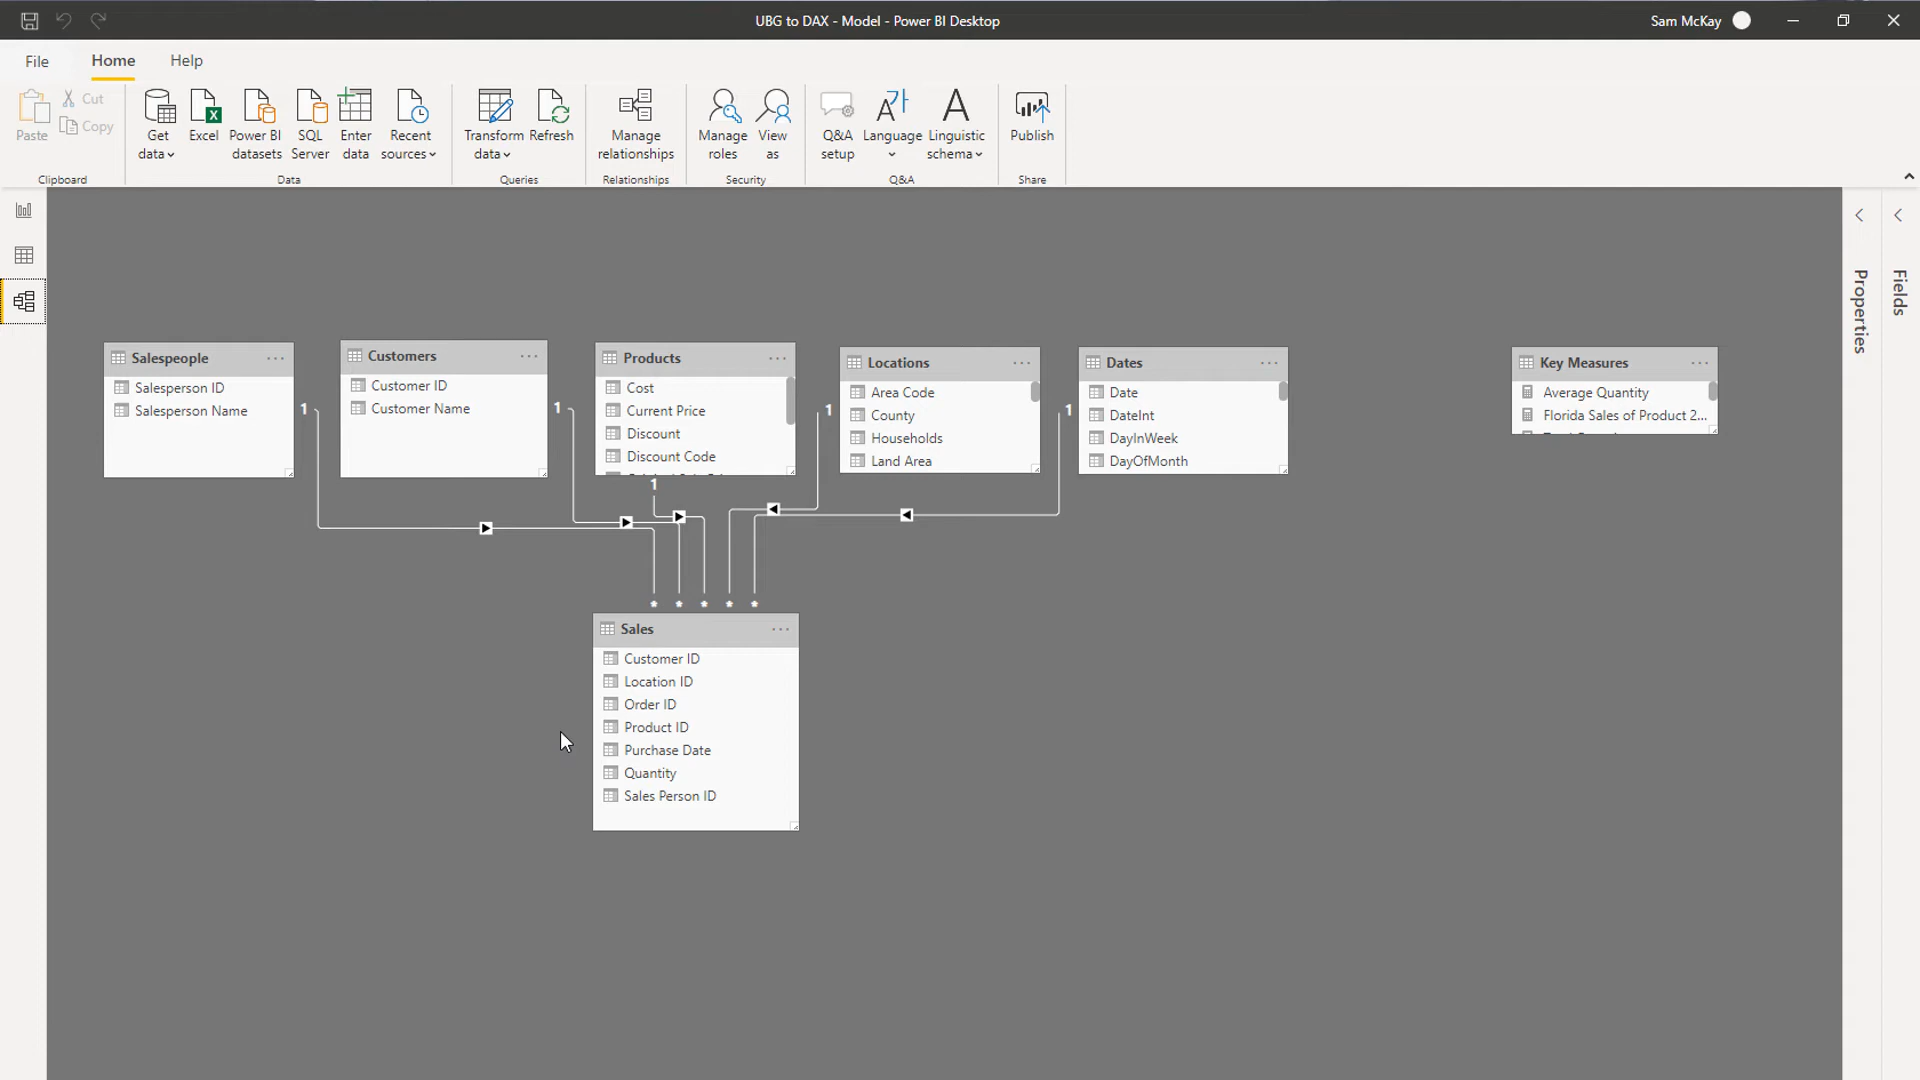 UBG to DAX - Model - Power BI Desktop
Sam McKay
File
Home
Help
Paste
Cut
Copy
Clipboard
Get
data
Excel
Power BI
datasets
SQL
Server
Enter
data
Recent
sources
Data
Transform
data
Refresh
Queries
Manage
relationships
Relationships
Manage
roles
View
as
Security
Q&A
setup
Language
Linguistic
schema
Q&A
Publish
Share
Properties
Fields
Salespeople
Salesperson ID
Salesperson Name
Customers
Customer ID
Customer Name
Products
Cost
Current Price
Discount
Discount Code
Locations
Area Code
County
Households
Land Area
Dates
Date
DateInt
DayInWeek
DayOfMonth
Key Measures
Average Quantity
Florida Sales of Product 2...
1
1
1
1
1
*
*
*
*
*
Sales
Customer ID
Location ID
Order ID
Product ID
Purchase Date
Quantity
Sales Person ID